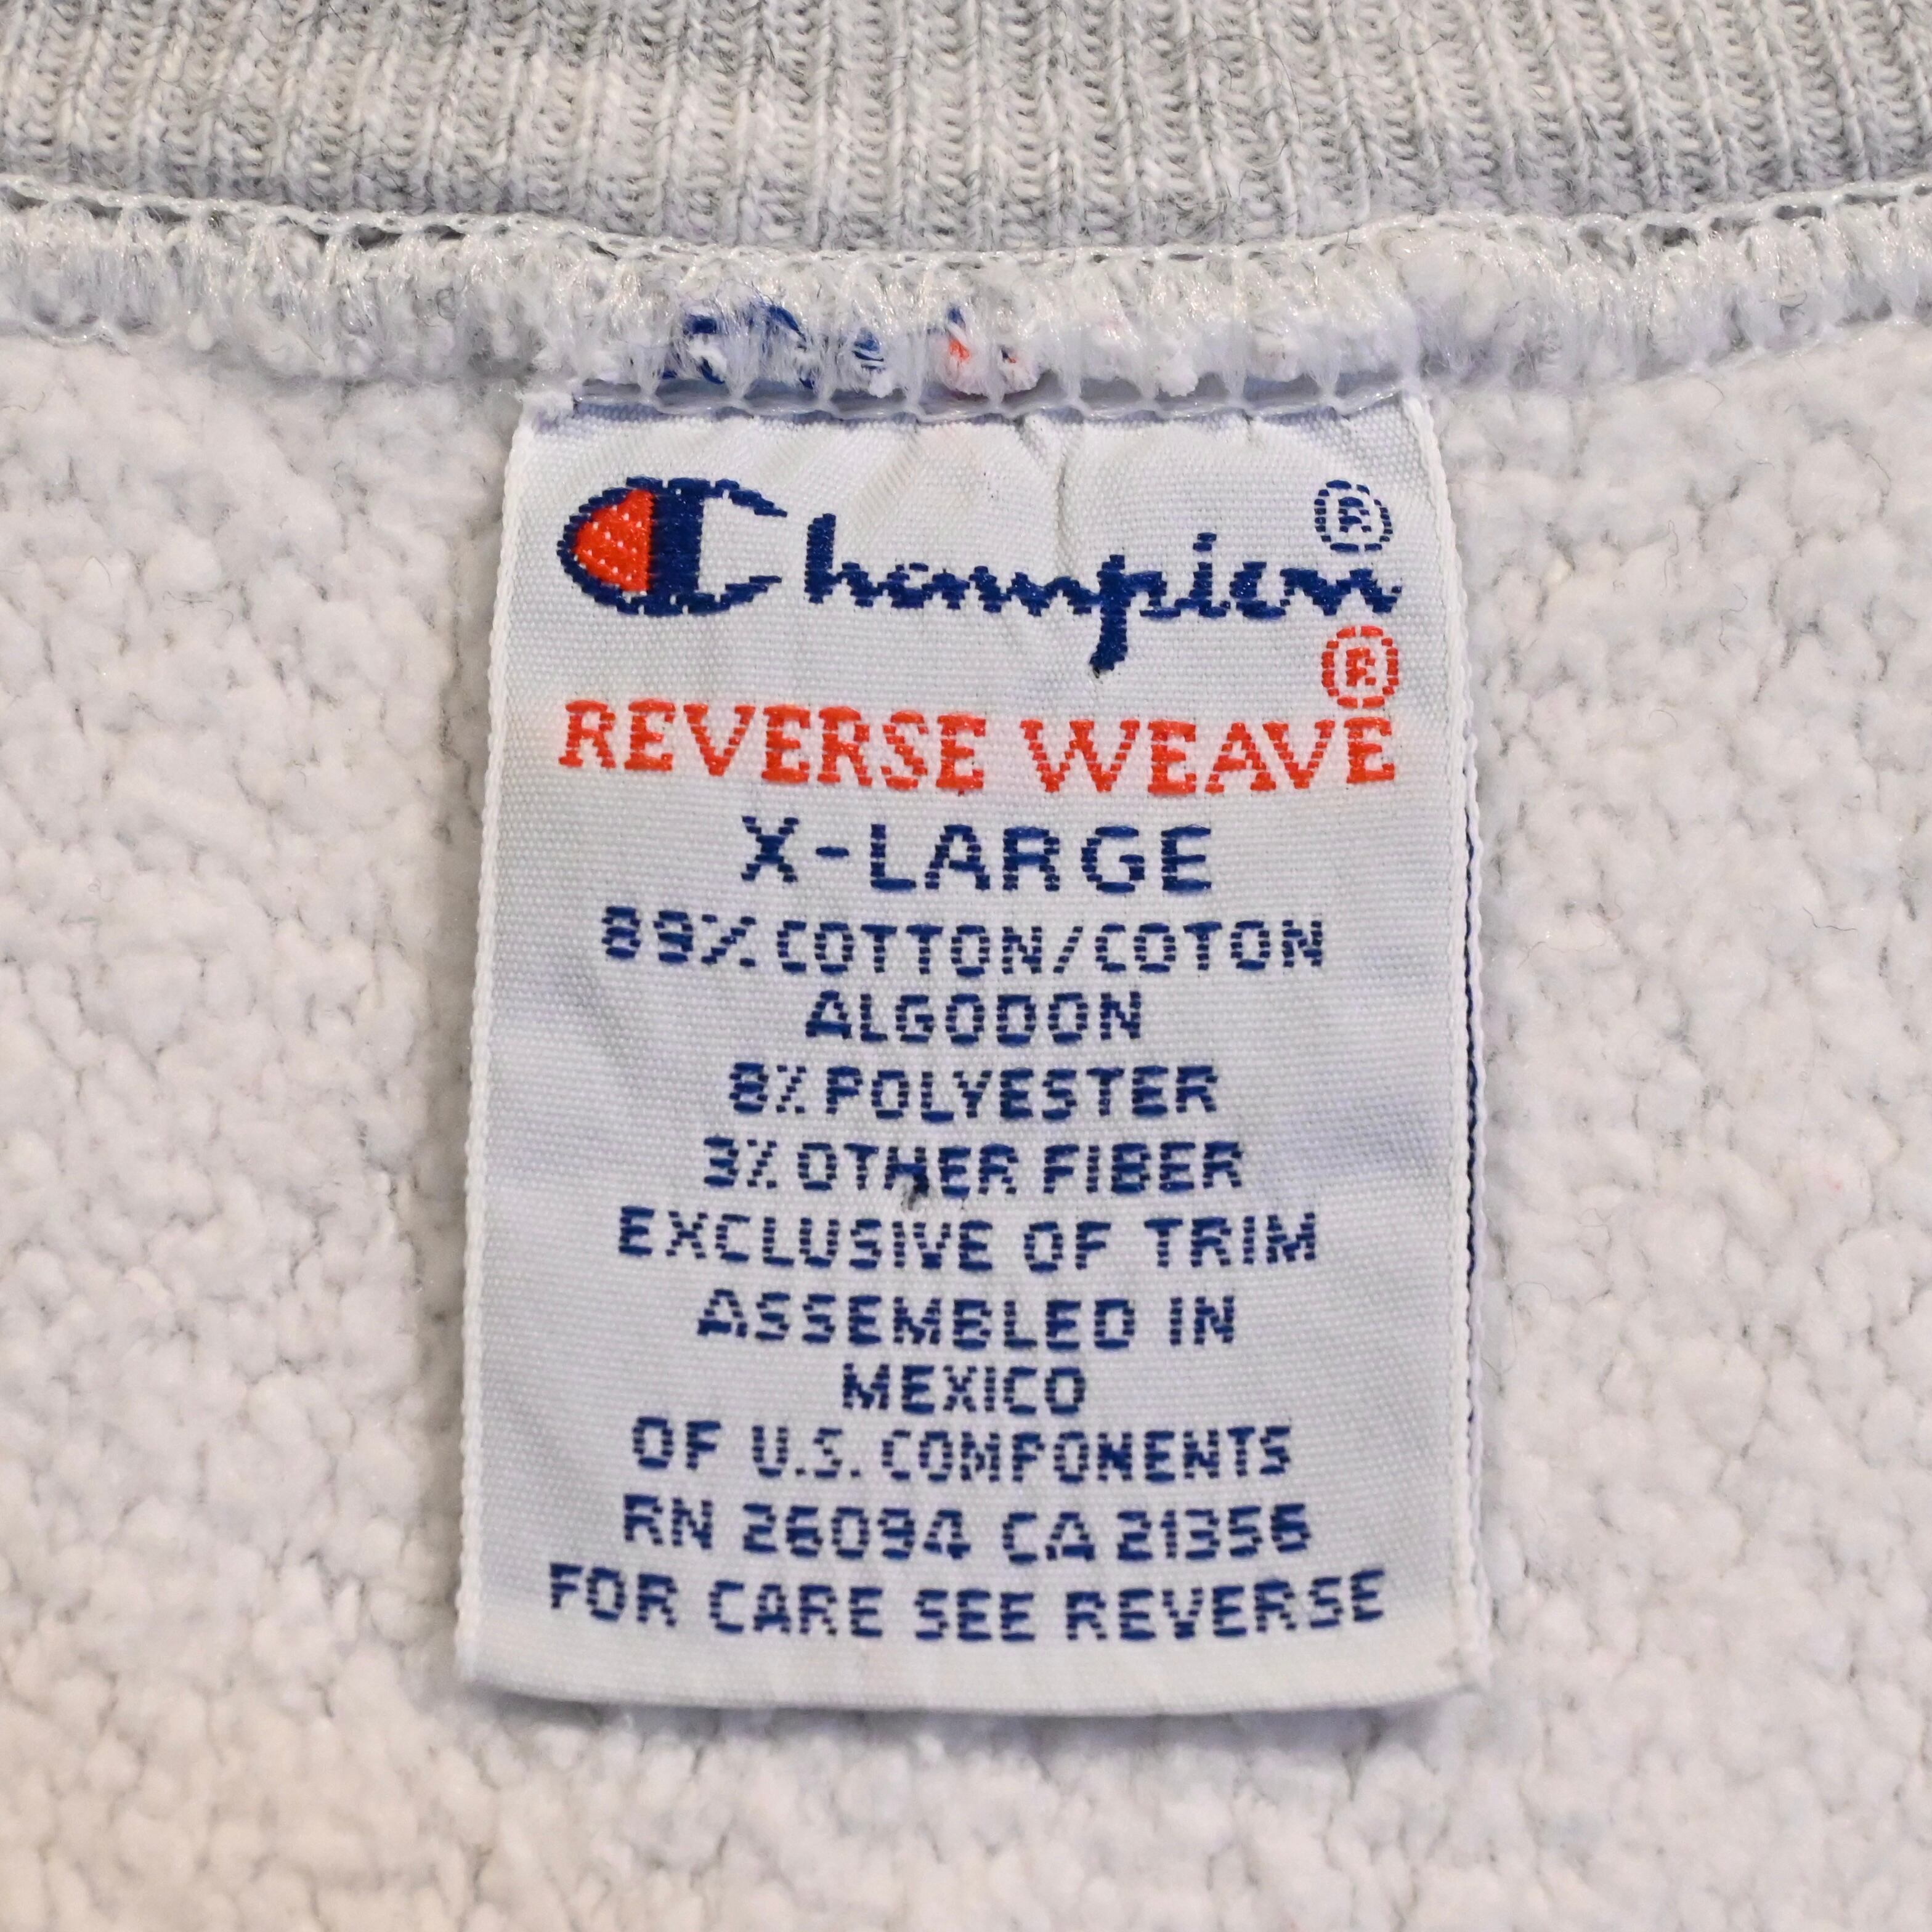 Champion®
REVERSE WEAVE®
X-LARGE
89% COTTON/COTON
ALGODON
8% POLYESTER
3% OTHER FIBER
EXCLUSIVE OF TRIM
ASSEMBLED IN
MEXICO
OF U.S. COMPONENTS
RN 26094 CA 21356
FOR CARE SEE REVERSE